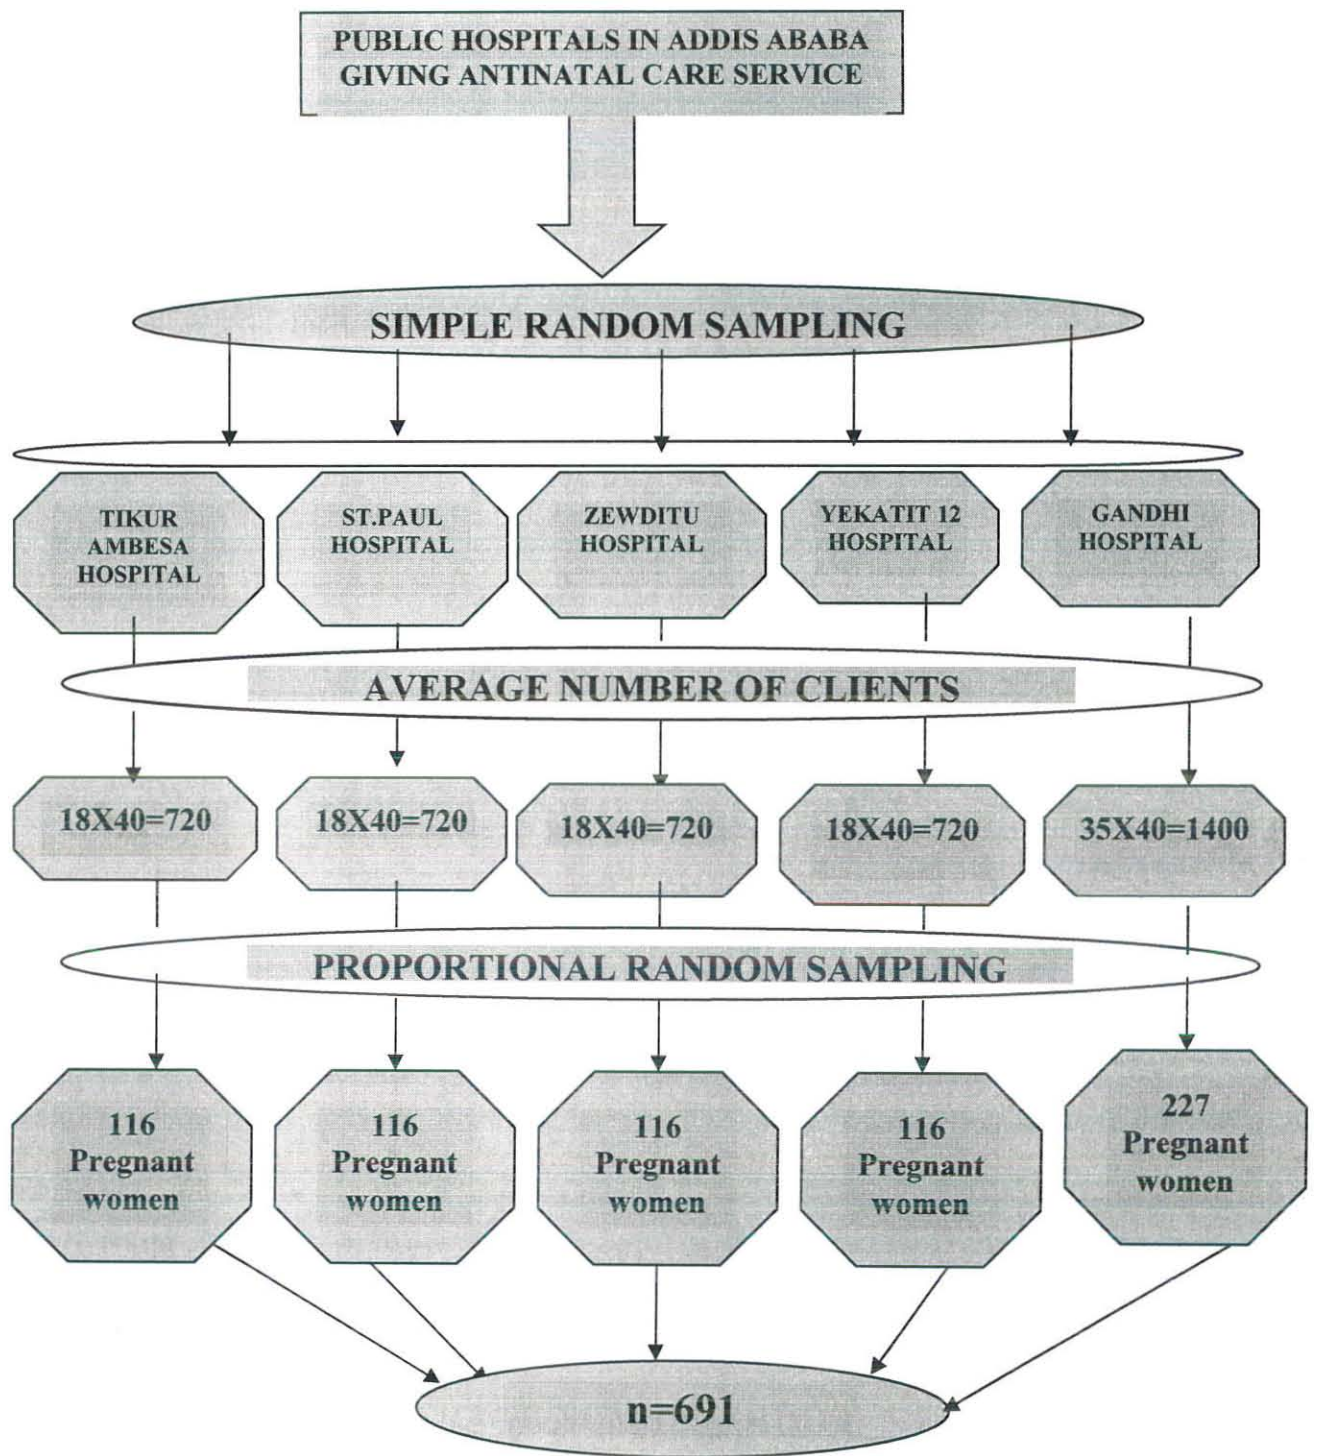 PUBLIC HOSPITALS IN ADDIS ABABA
GIVING ANTINATAL CARE SERVICE
SIMPLE RANDOM SAMPLING
TIKUR
AMBESA
HOSPITAL
ST.PAUL
HOSPITAL
ZEWDITU
HOSPITAL
YEKATIT 12
HOSPITAL
GANDHI
HOSPITAL
AVERAGE NUMBER OF CLIENTS
18X40=720
18X40=720
18X40=720
18X40=720
35X40=1400
PROPORTIONAL RANDOM SAMPLING
116
Pregnant
women
116
Pregnant
women
116
Pregnant
women
116
Pregnant
women
227
Pregnant
women
n=691